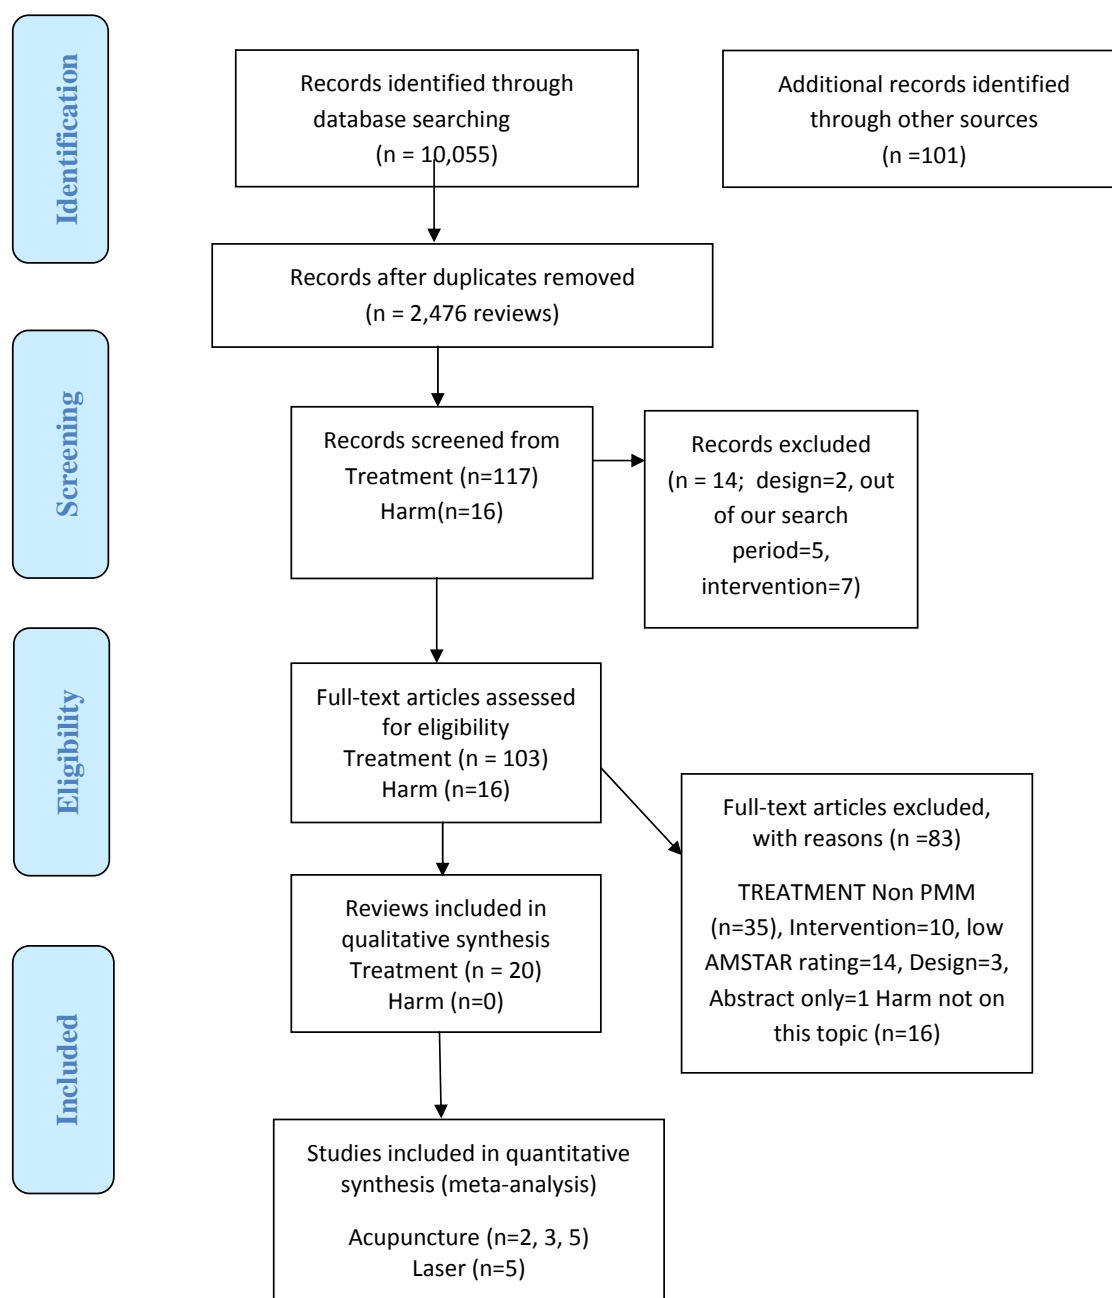 Identification
Records identified through
database searching
(n = 10,055)
Additional records identified
through other sources
(n =101)
Records after duplicates removed
(n = 2,476 reviews)
Screening
Records screened from
Treatment (n=117)
Harm(n=16)
Records excluded
(n = 14;  design=2, out
of our search
period=5,
intervention=7)
Eligibility
Full-text articles assessed
for eligibility
Treatment (n = 103)
Harm (n=16)
Full-text articles excluded,
with reasons (n =83)
TREATMENT Non PMM
(n=35), Intervention=10, low
AMSTAR rating=14, Design=3,
Abstract only=1 Harm not on
this topic (n=16)
Included
Reviews included in
qualitative synthesis
Treatment (n = 20)
Harm (n=0)
Studies included in quantitative
synthesis (meta-analysis)
Acupuncture (n=2, 3, 5)
Laser (n=5)